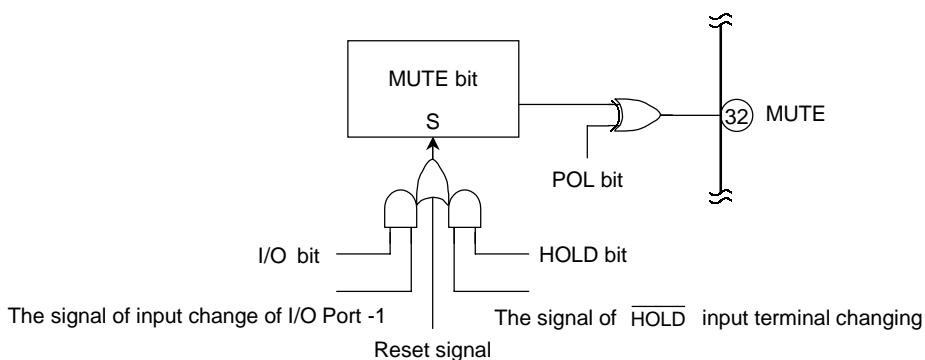 MUTE bit
S
32 MUTE
POL bit
I/O bit
HOLD bit
The signal of input change of I/O Port -1
The signal of HOLD input terminal changing
Reset signal